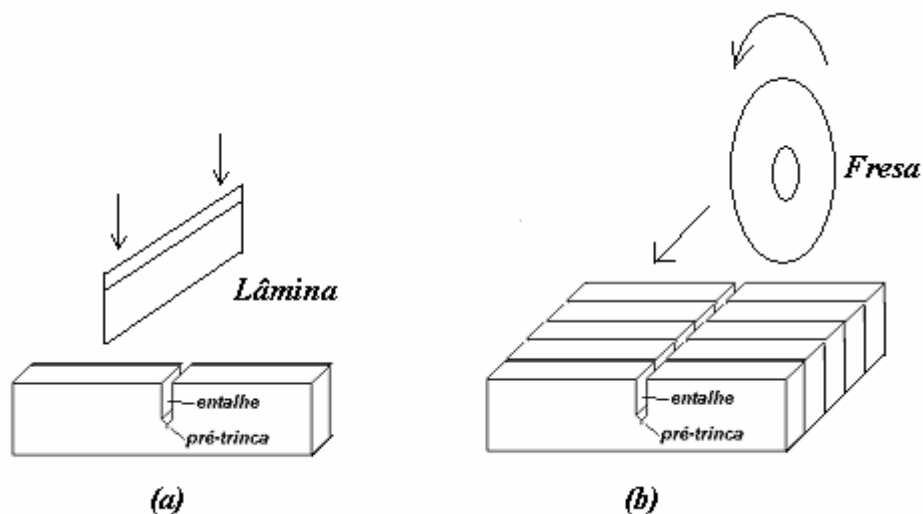 Fresa
Lâmina
entalhe
pré-trinca
entalhe
pré-trinca
(a)
(b)